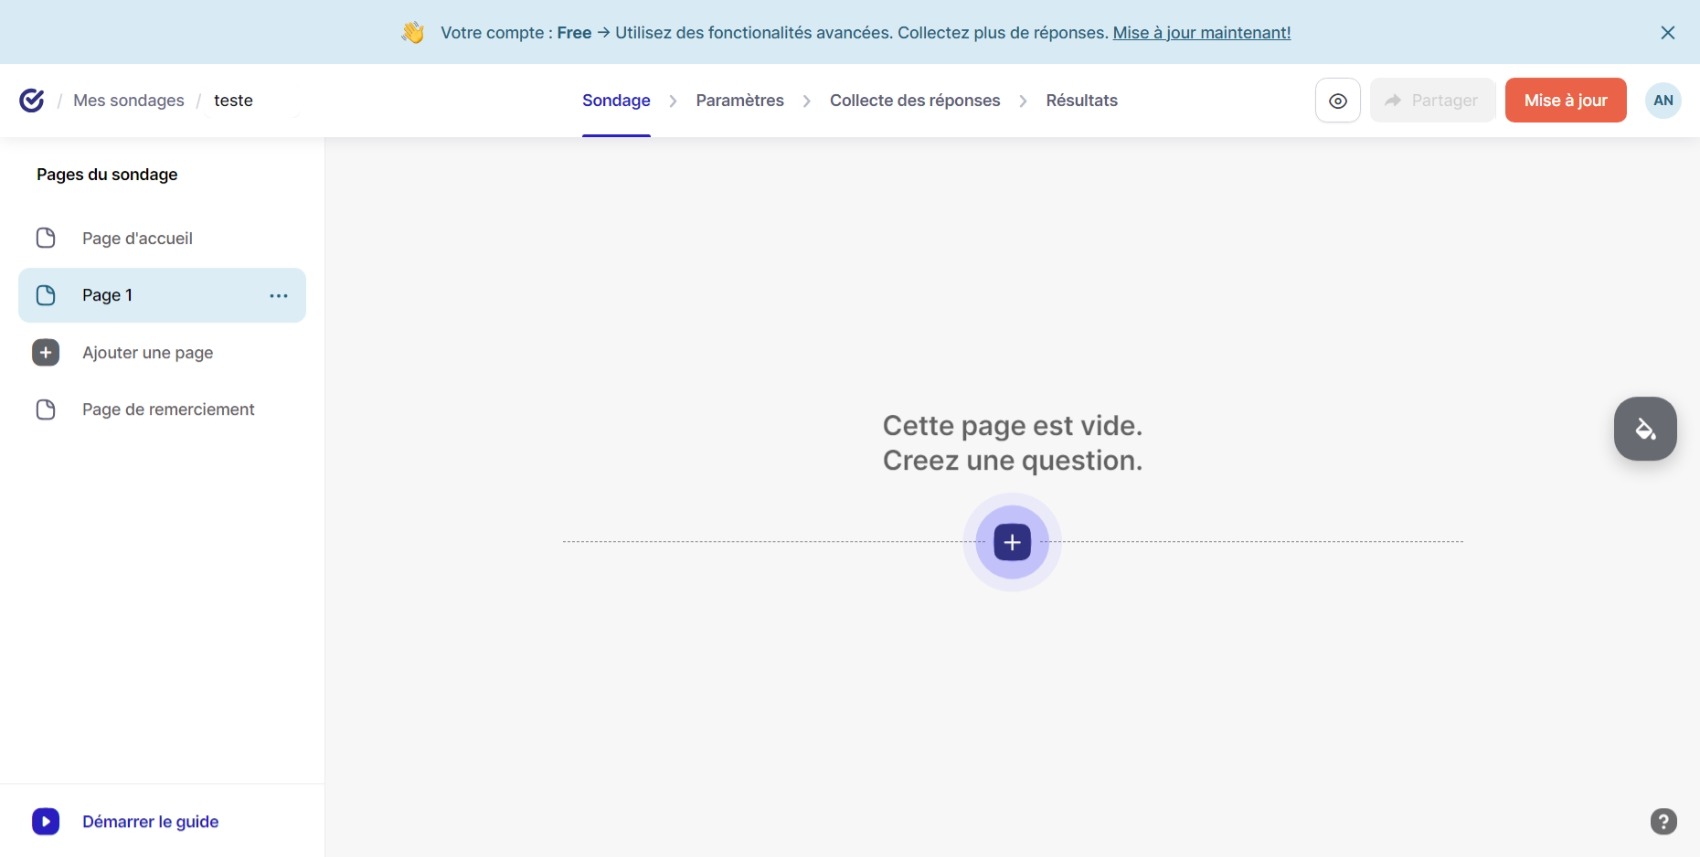 Votre compte : Free → Utilisez des fonctionalités avancées. Collectez plus de réponses. Mise à jour maintenant!
/ Mes sondages / teste
Sondage > Paramètres > Collecte des réponses > Résultats
Partager
Mise à jour
AN
Pages du sondage
Page d'accueil
Page 1
Ajouter une page
Page de remerciement
Cette page est vide.
Creez une question.
Démarrer le guide
?